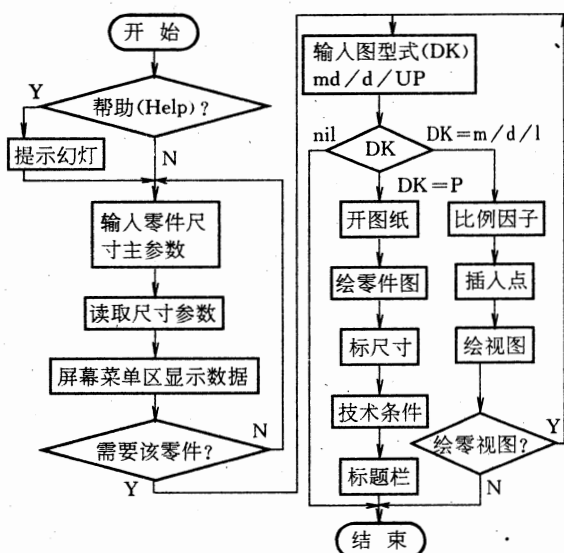 开 始
帮助(Help)?
Y
N
提示幻灯
输入零件尺
寸主参数
读取尺寸参数
屏幕菜单区显示数据
需要该零件?
N
Y
输入图型式(DK)
md/d/UP
nil
DK
DK=m/d/l
DK=P
开图纸
绘零件图
标尺寸
技术条件
标题栏
比例因子
插入点
绘视图
绘零视图?
Y
N
结 束